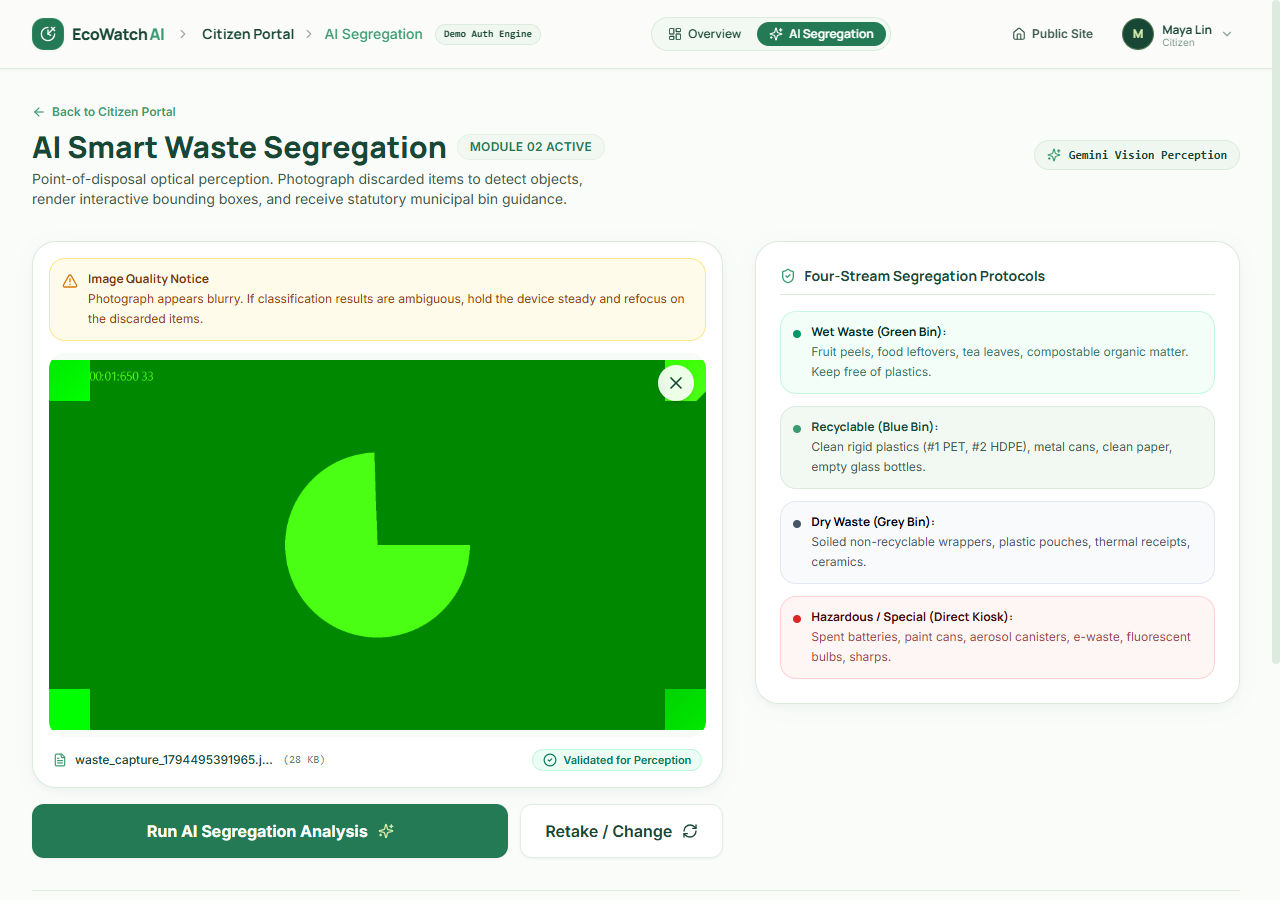 EcoWatch AI
Citizen Portal
AI Segregation
Demo Auth Engine
Overview
AI Segregation
Public Site
M
Maya Lin
Citizen
Back to Citizen Portal
AI Smart Waste Segregation
MODULE 02 ACTIVE
Point-of-disposal optical perception. Photograph discarded items to detect objects,
render interactive bounding boxes, and receive statutory municipal bin guidance.
Gemini Vision Perception
Image Quality Notice
Photograph appears blurry. If classification results are ambiguous, hold the device steady and refocus on
the discarded items.
00:01:650 33
waste_capture_1794495391965.j... (28 KB)
Validated for Perception
Run AI Segregation Analysis
Retake / Change
Four-Stream Segregation Protocols
Wet Waste (Green Bin):
Fruit peels, food leftovers, tea leaves, compostable organic matter.
Keep free of plastics.
Recyclable (Blue Bin):
Clean rigid plastics (#1 PET, #2 HDPE), metal cans, clean paper,
empty glass bottles.
Dry Waste (Grey Bin):
Soiled non-recyclable wrappers, plastic pouches, thermal receipts,
ceramics.
Hazardous / Special (Direct Kiosk):
Spent batteries, paint cans, aerosol canisters, e-waste, fluorescent
bulbs, sharps.